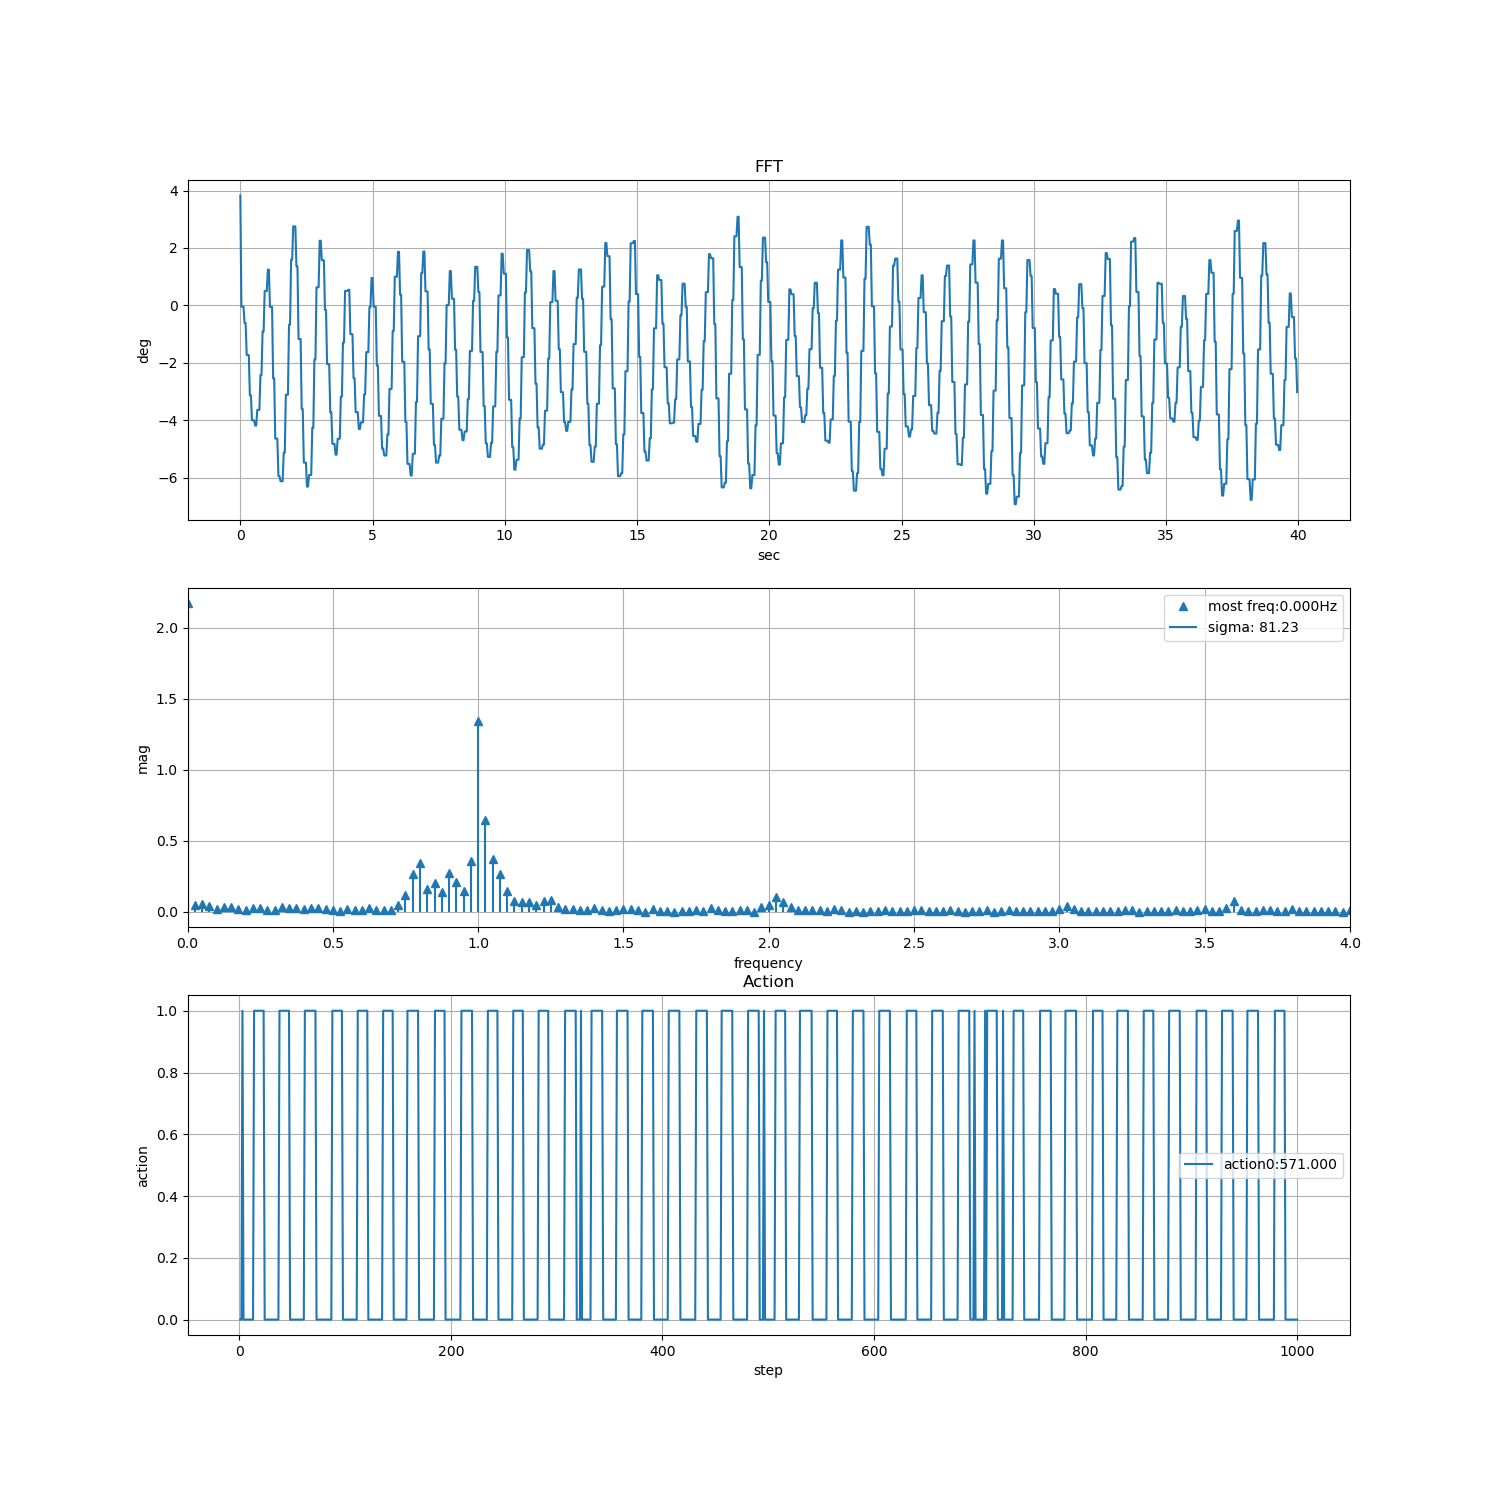 FFT
4
2
0
−2
−4
−6
deg
0 5 10 15 20 25 30 35 40
sec
most freq:0.000Hz
sigma: 81.23
2.0
1.5
1.0
0.5
0.0
mag
0.0 0.5 1.0 1.5 2.0 2.5 3.0 3.5 4.0
frequency
Action
1.0
0.8
0.6
0.4
0.2
0.0
action
action0:571.000
0 200 400 600 800 1000
step